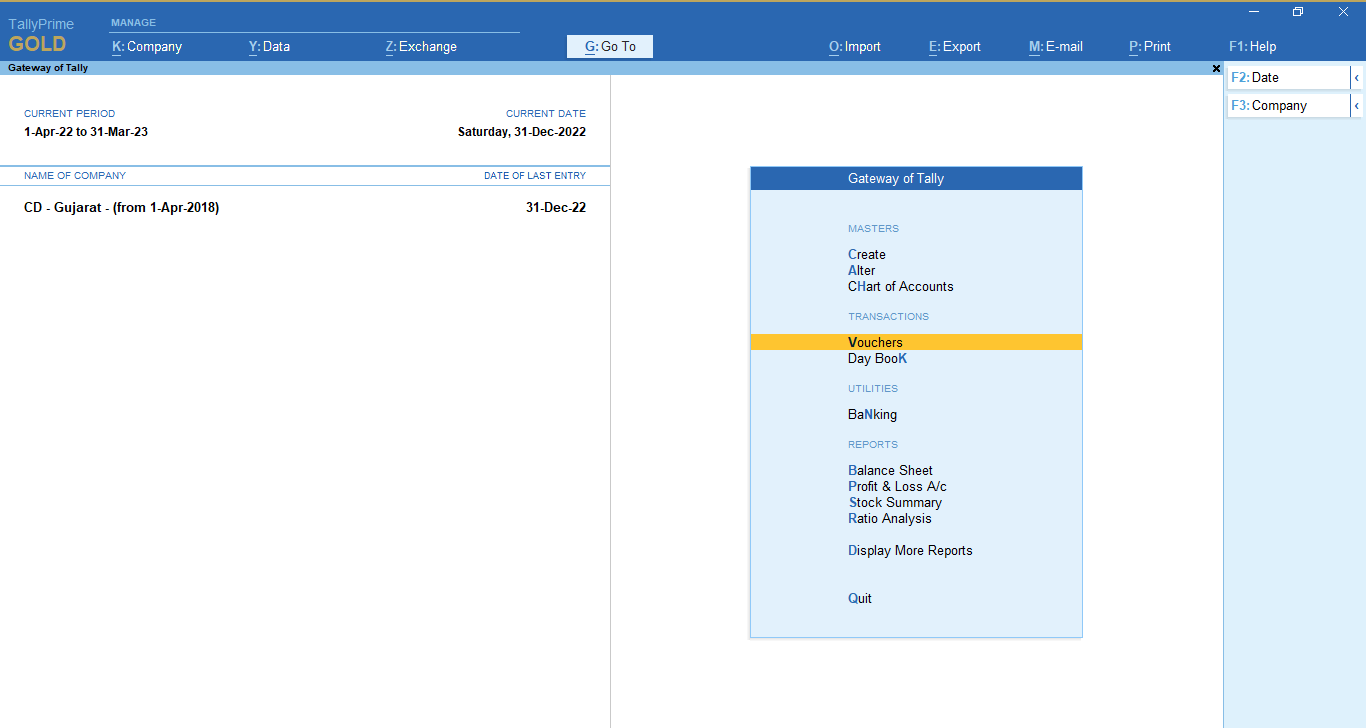 TallyPrime
GOLD
MANAGE
K: Company
Y: Data
Z: Exchange
G: Go To
O: Import
E: Export
M: E-mail
P: Print
F1: Help
Gateway of Tally
F2: Date
F3: Company
CURRENT PERIOD
CURRENT DATE
1-Apr-22 to 31-Mar-23
Saturday, 31-Dec-2022
NAME OF COMPANY
DATE OF LAST ENTRY
CD - Gujarat - (from 1-Apr-2018)
31-Dec-22
Gateway of Tally
MASTERS
Create
Alter
CHart of Accounts
TRANSACTIONS
Vouchers
Day BooK
UTILITIES
BaNking
REPORTS
Balance Sheet
Profit & Loss A/c
Stock Summary
Ratio Analysis
Display More Reports
Quit